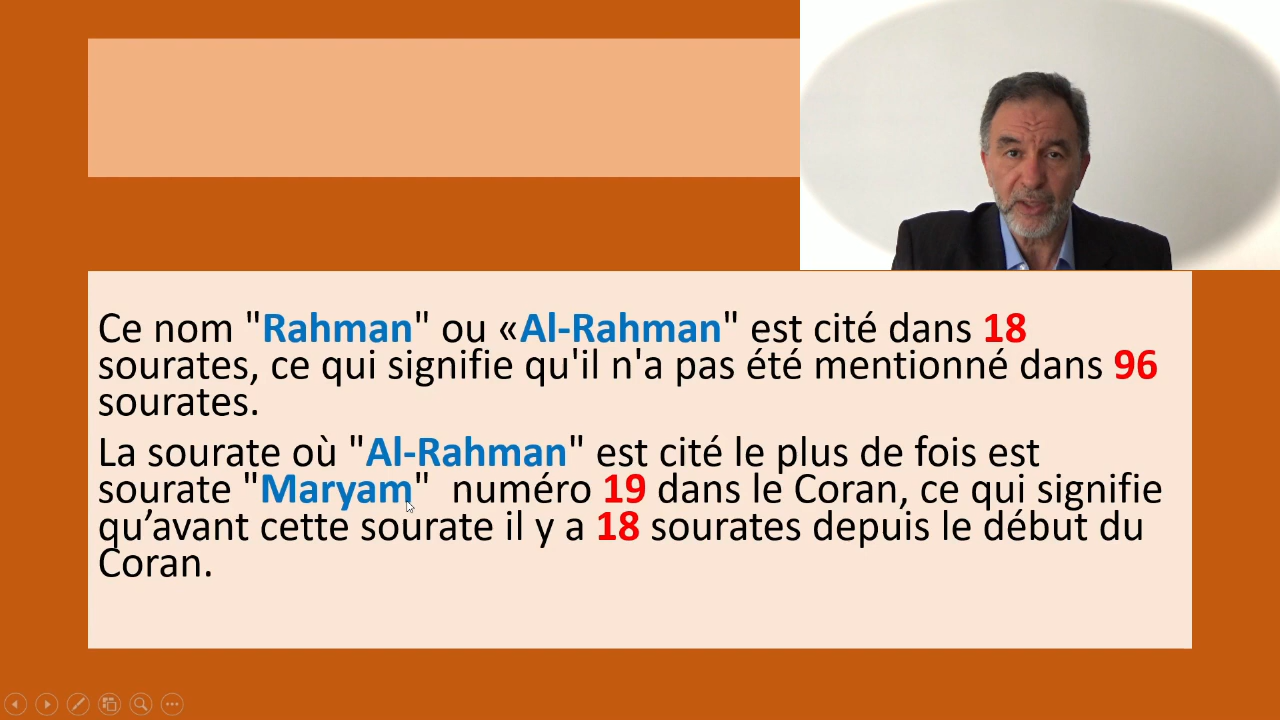 Ce nom "Rahman" ou «Al-Rahman" est cité dans 18
sourates, ce qui signifie qu'il n'a pas été mentionné dans 96
sourates.
La sourate où "Al-Rahman" est cité le plus de fois est
sourate "Maryam"  numéro 19 dans le Coran, ce qui signifie
qu’avant cette sourate il y a 18 sourates depuis le début du
Coran.